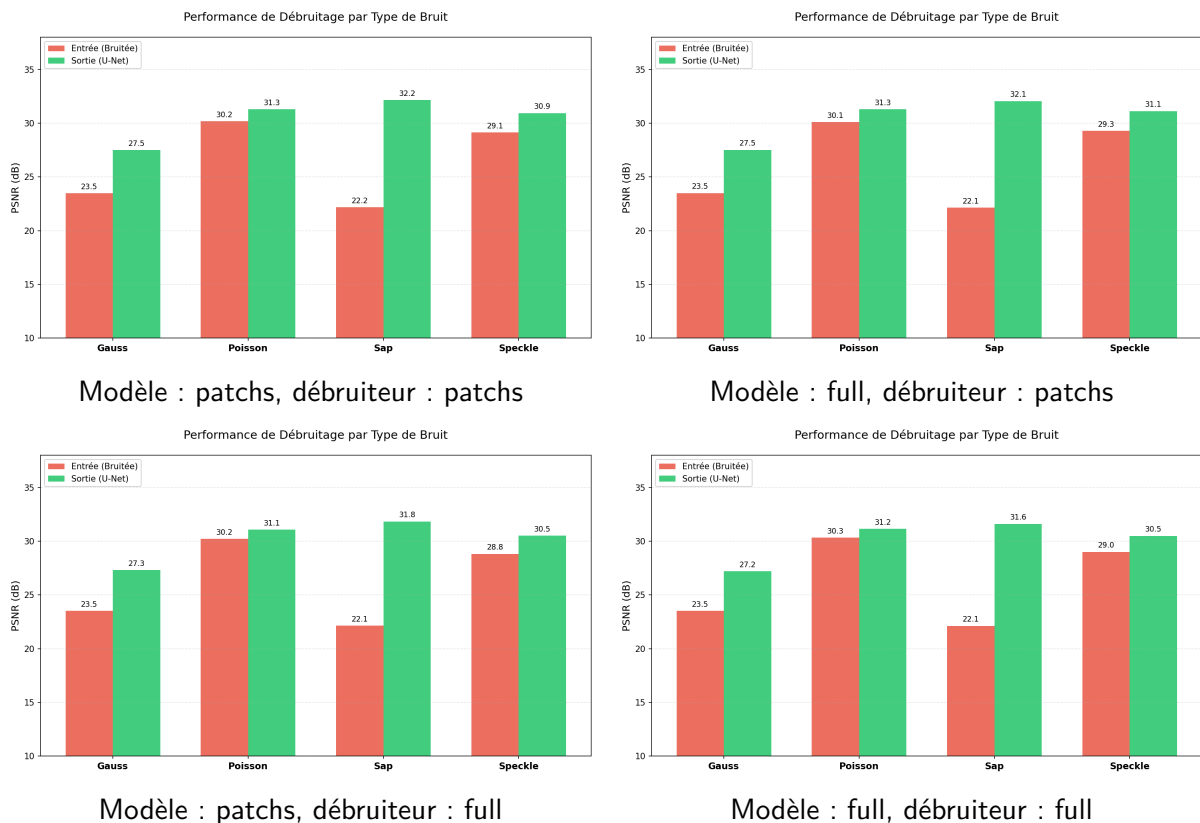 Performance de Débruitage par Type de Bruit
Entrée (Bruitée)
Sortie (U-Net)
PSNR (dB)
35
30
25
20
15
10
23.5
27.5
30.2
31.3
22.2
32.2
29.1
30.9
Gauss
Poisson
Sap
Speckle
Modèle : patchs, débruiteur : patchs
Performance de Débruitage par Type de Bruit
Entrée (Bruitée)
Sortie (U-Net)
PSNR (dB)
35
30
25
20
15
10
23.5
27.5
30.1
31.3
22.1
32.1
29.3
31.1
Gauss
Poisson
Sap
Speckle
Modèle : full, débruiteur : patchs
Performance de Débruitage par Type de Bruit
Entrée (Bruitée)
Sortie (U-Net)
PSNR (dB)
35
30
25
20
15
10
23.5
27.3
30.2
31.1
22.1
31.8
28.8
30.5
Gauss
Poisson
Sap
Speckle
Modèle : patchs, débruiteur : full
Performance de Débruitage par Type de Bruit
Entrée (Bruitée)
Sortie (U-Net)
PSNR (dB)
35
30
25
20
15
10
23.5
27.2
30.3
31.2
22.1
31.6
29.0
30.5
Gauss
Poisson
Sap
Speckle
Modèle : full, débruiteur : full